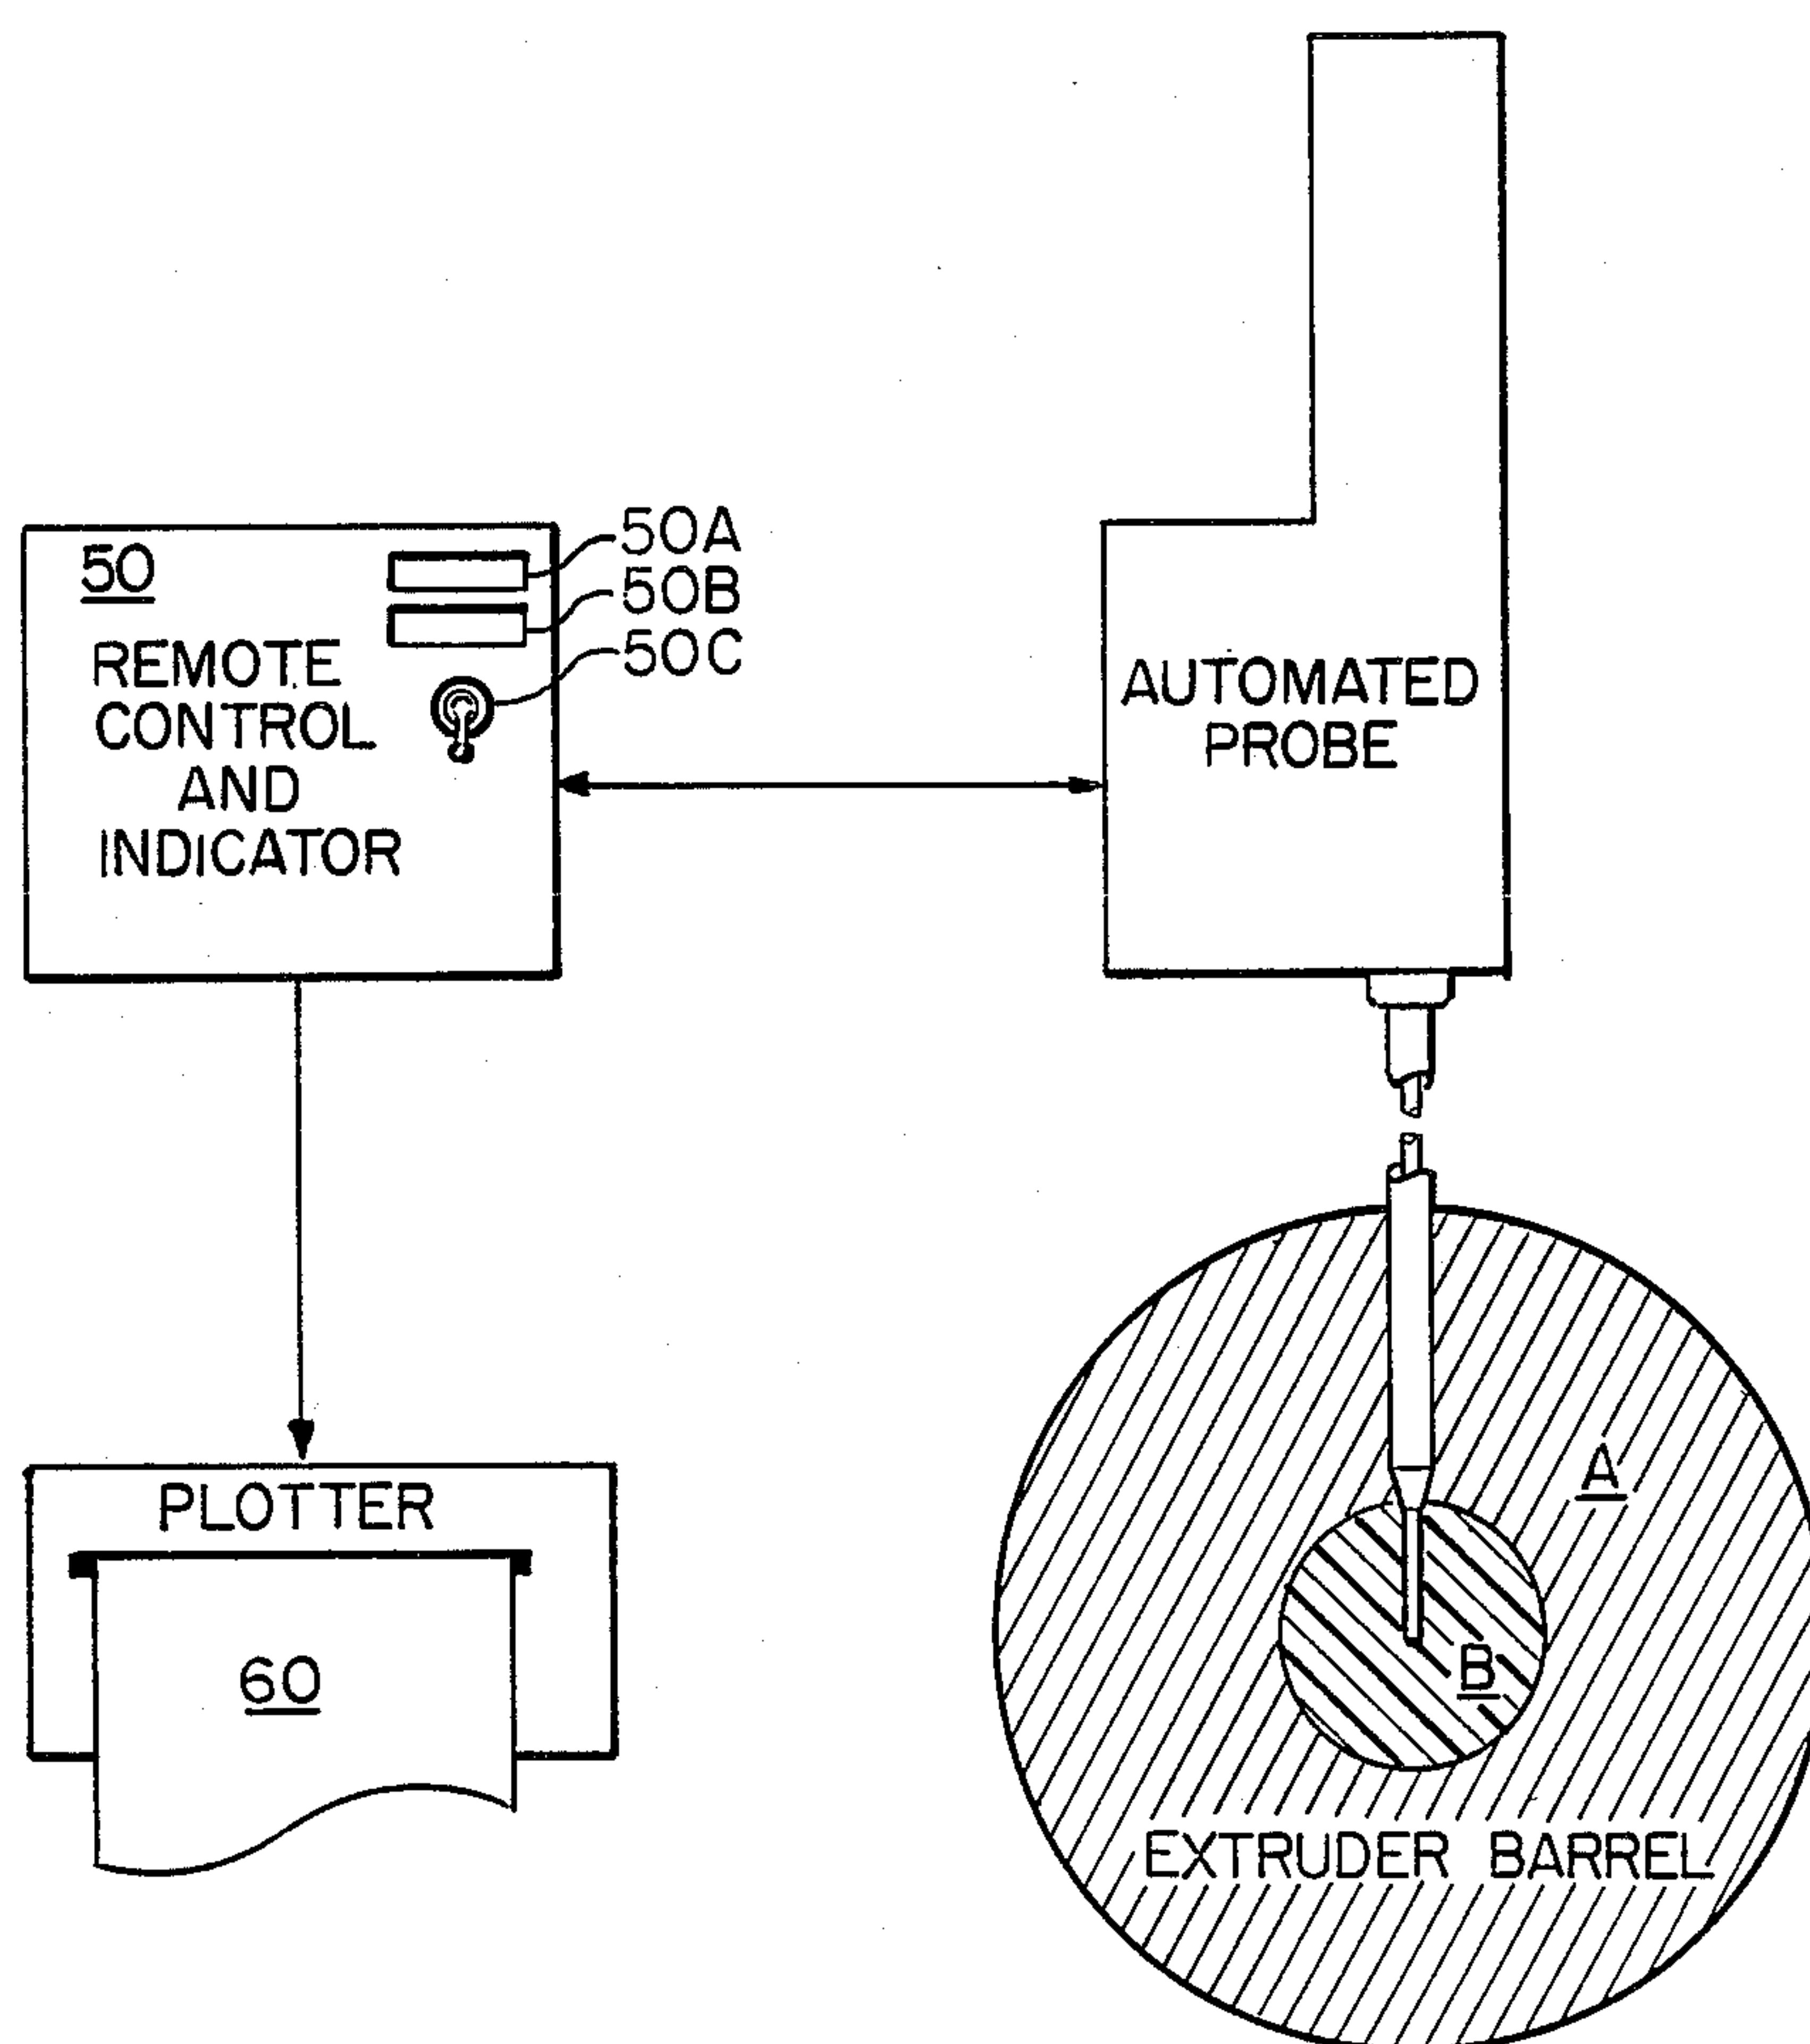 50
50A
50B
50C
REMOTE
CONTROL
AND
INDICATOR
AUTOMATED
PROBE
PLOTTER
60
A
B
EXTRUDER BARREL